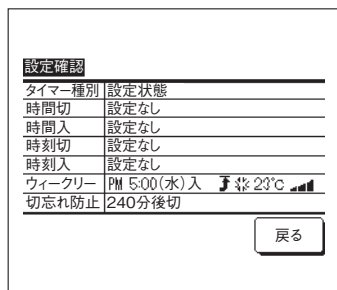 設定確認
タイマー種別 設定状態
時間切 設定なし
時間入 設定なし
時刻切 設定なし
時刻入 設定なし
ウィークリー PM 5:00(水)入 23℃
切忘れ防止 240分後切
戻る